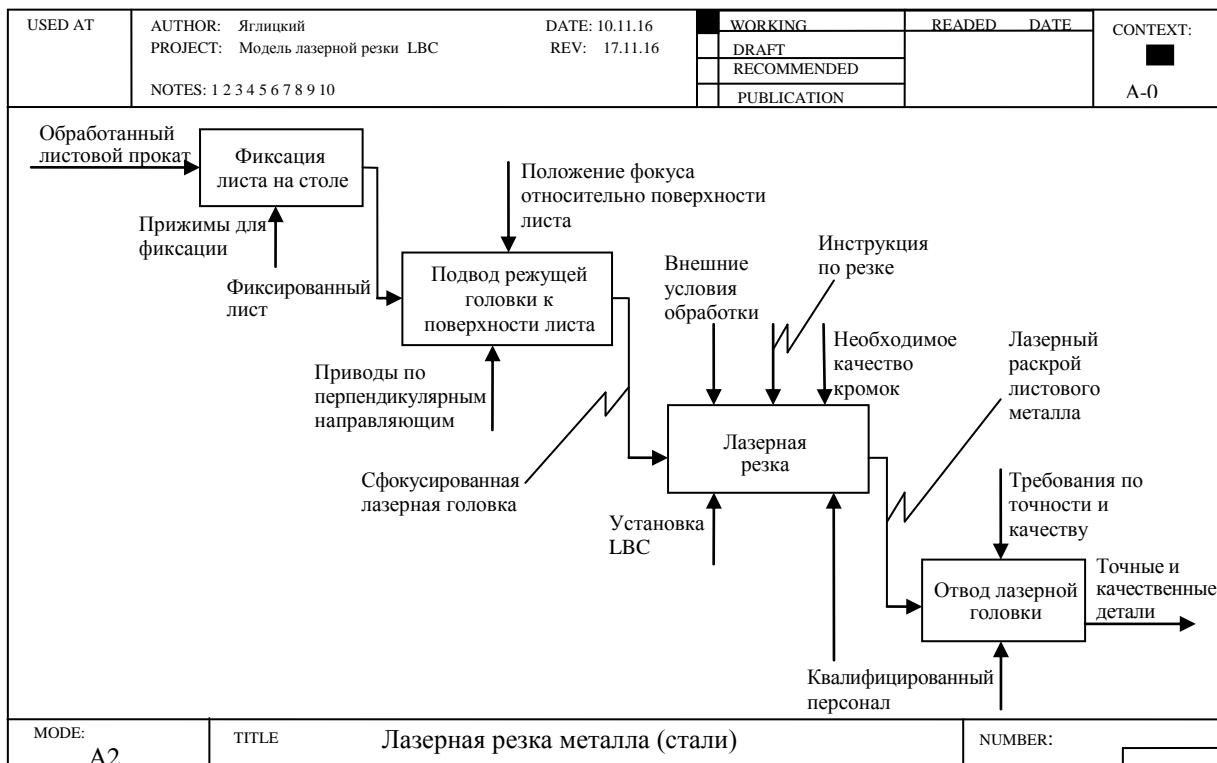 USED AT
AUTHOR: Яглицкий
DATE: 10.11.16
PROJECT: Модель лазерной резки LBC
REV: 17.11.16
NOTES: 1 2 3 4 5 6 7 8 9 10
WORKING
DRAFT
RECOMMENDED
PUBLICATION
READED DATE
CONTEXT:
A-0
Обработанный
листовой прокат
Фиксация
листа на столе
Прижимы для
фиксации
Фиксированный
лист
Положение фокуса
относительно поверхности
листа
Подвод режущей
головки к
поверхности листа
Приводы по
перпендикулярным
направляющим
Сфокусированная
лазерная головка
Внешние
условия
обработки
Инструкция
по резке
Необходимое
качество
кромок
Лазерная
резка
Установка
LBC
Лазерный
раскрой
листового
металла
Требования по
точности и
качеству
Отвод лазерной
головки
Точные и
качественные
детали
Квалифицированный
персонал
MODE:
A2
TITLE
Лазерная резка металла (стали)
NUMBER: